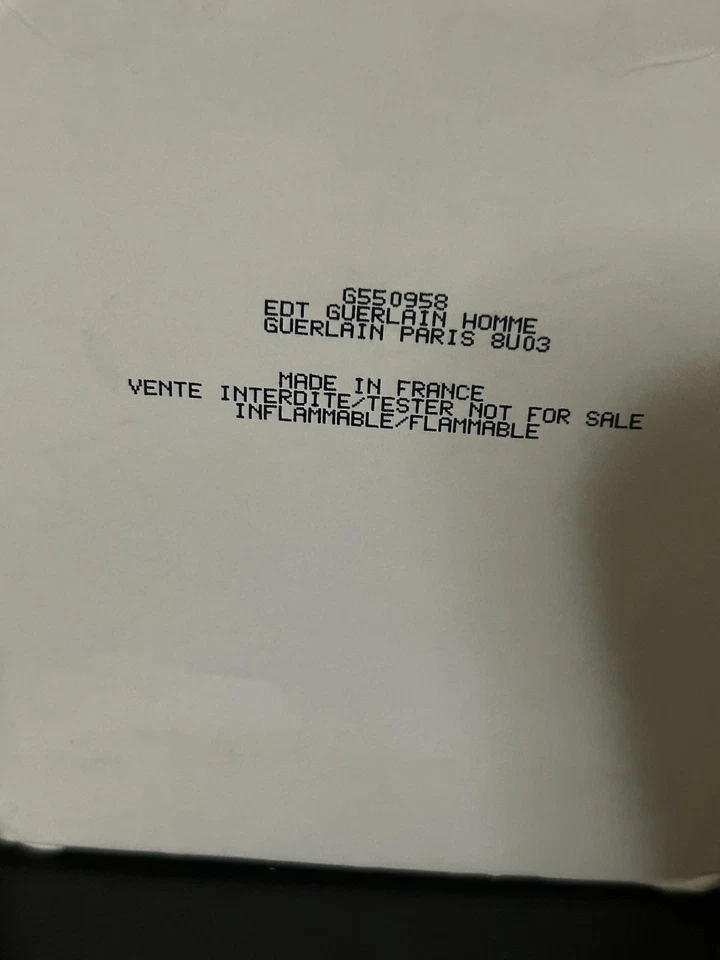 G550958
EDT GUERLAIN HOMME
GUERLAIN PARIS 8U03
MADE IN FRANCE
VENTE INTERDITE/TESTER NOT FOR SALE
INFLAMMABLE/FLAMMABLE